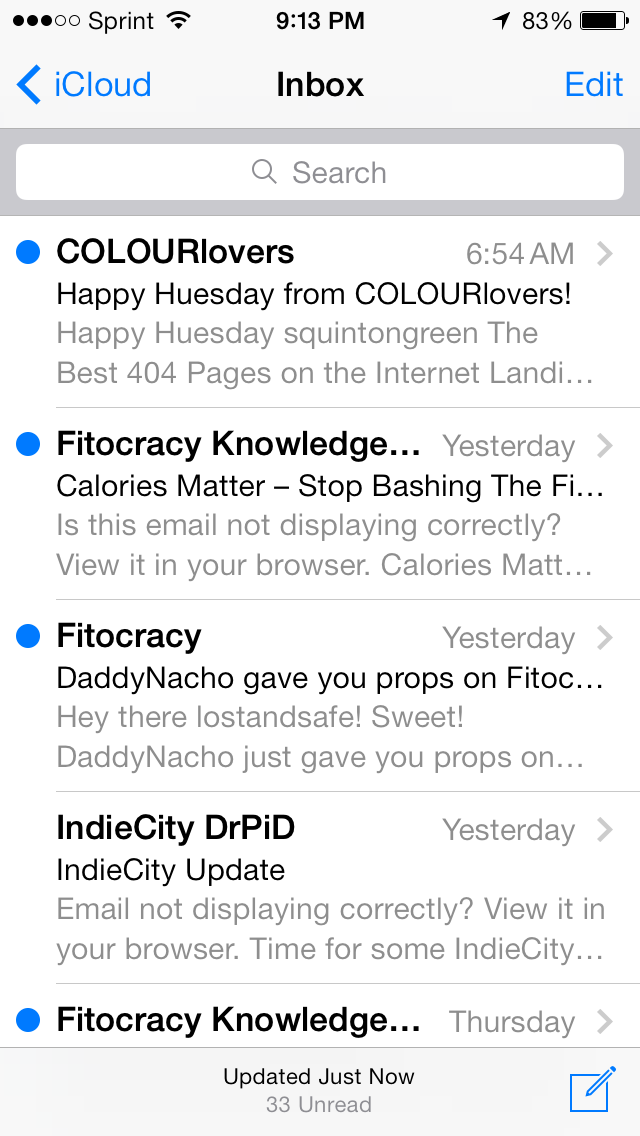 Sprint 9:13 PM 83%
iCloud Inbox Edit
Search
COLOURlovers 6:54 AM
Happy Huesday from COLOURlovers!
Happy Huesday squintongreen The
Best 404 Pages on the Internet Landi…
Fitocracy Knowledge… Yesterday
Calories Matter – Stop Bashing The Fi…
Is this email not displaying correctly?
View it in your browser. Calories Matt…
Fitocracy Yesterday
DaddyNacho gave you props on Fitoc…
Hey there lostandsafe! Sweet!
DaddyNacho just gave you props on…
IndieCity DrPiD Yesterday
IndieCity Update
Email not displaying correctly? View it in
your browser. Time for some IndieCity…
Fitocracy Knowledge… Thursday
Updated Just Now
33 Unread